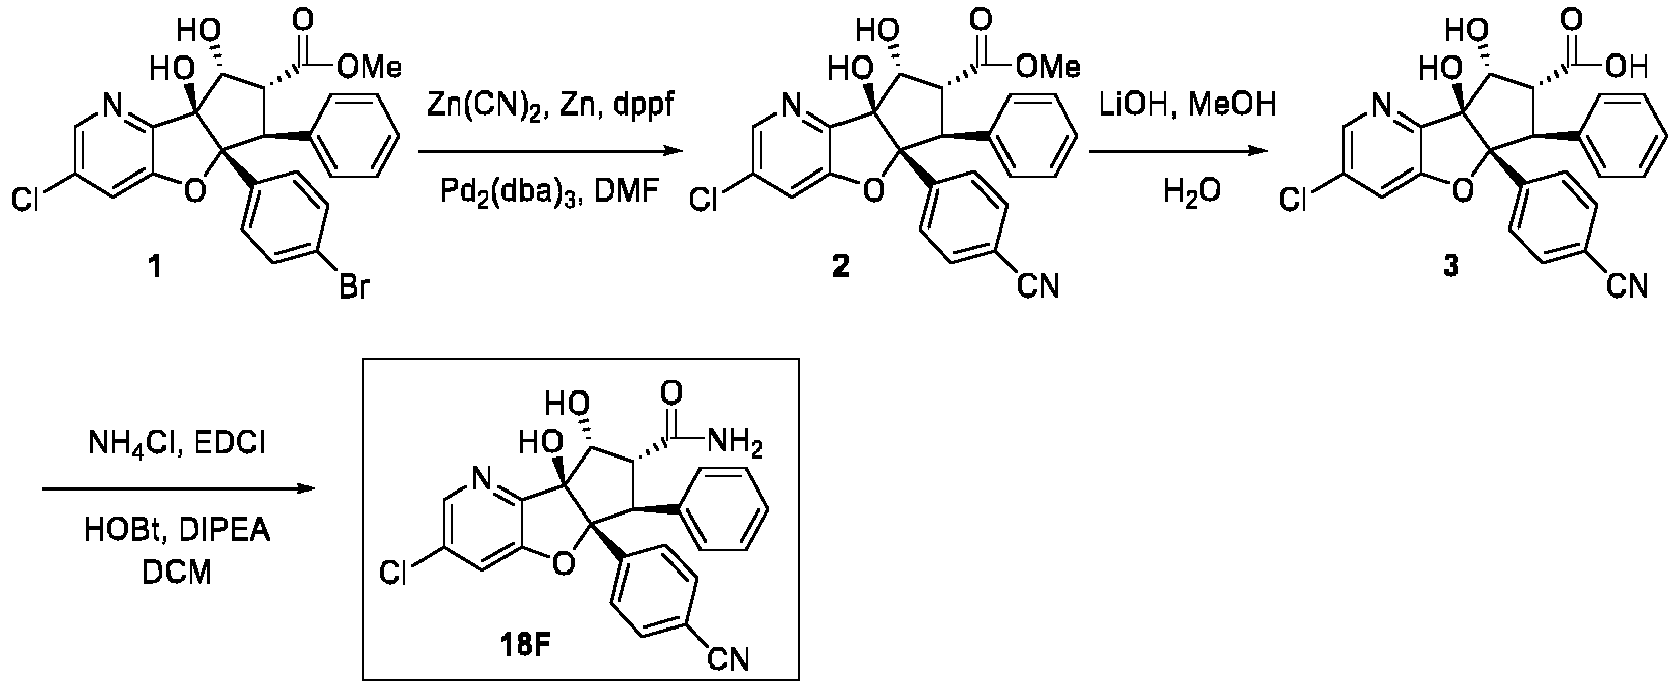 HO
O
HO
OMe
N
Cl
O
1
Br
Zn(CN)2, Zn, dppf
Pd2(dba)3, DMF
HO
O
HO
OMe
N
Cl
O
2
CN
LiOH, MeOH
H2O
HO
O
HO
OH
N
Cl
O
3
CN
NH4Cl, EDCI
HOBt, DIPEA
DCM
HO
O
HO
NH2
N
Cl
O
18F
CN